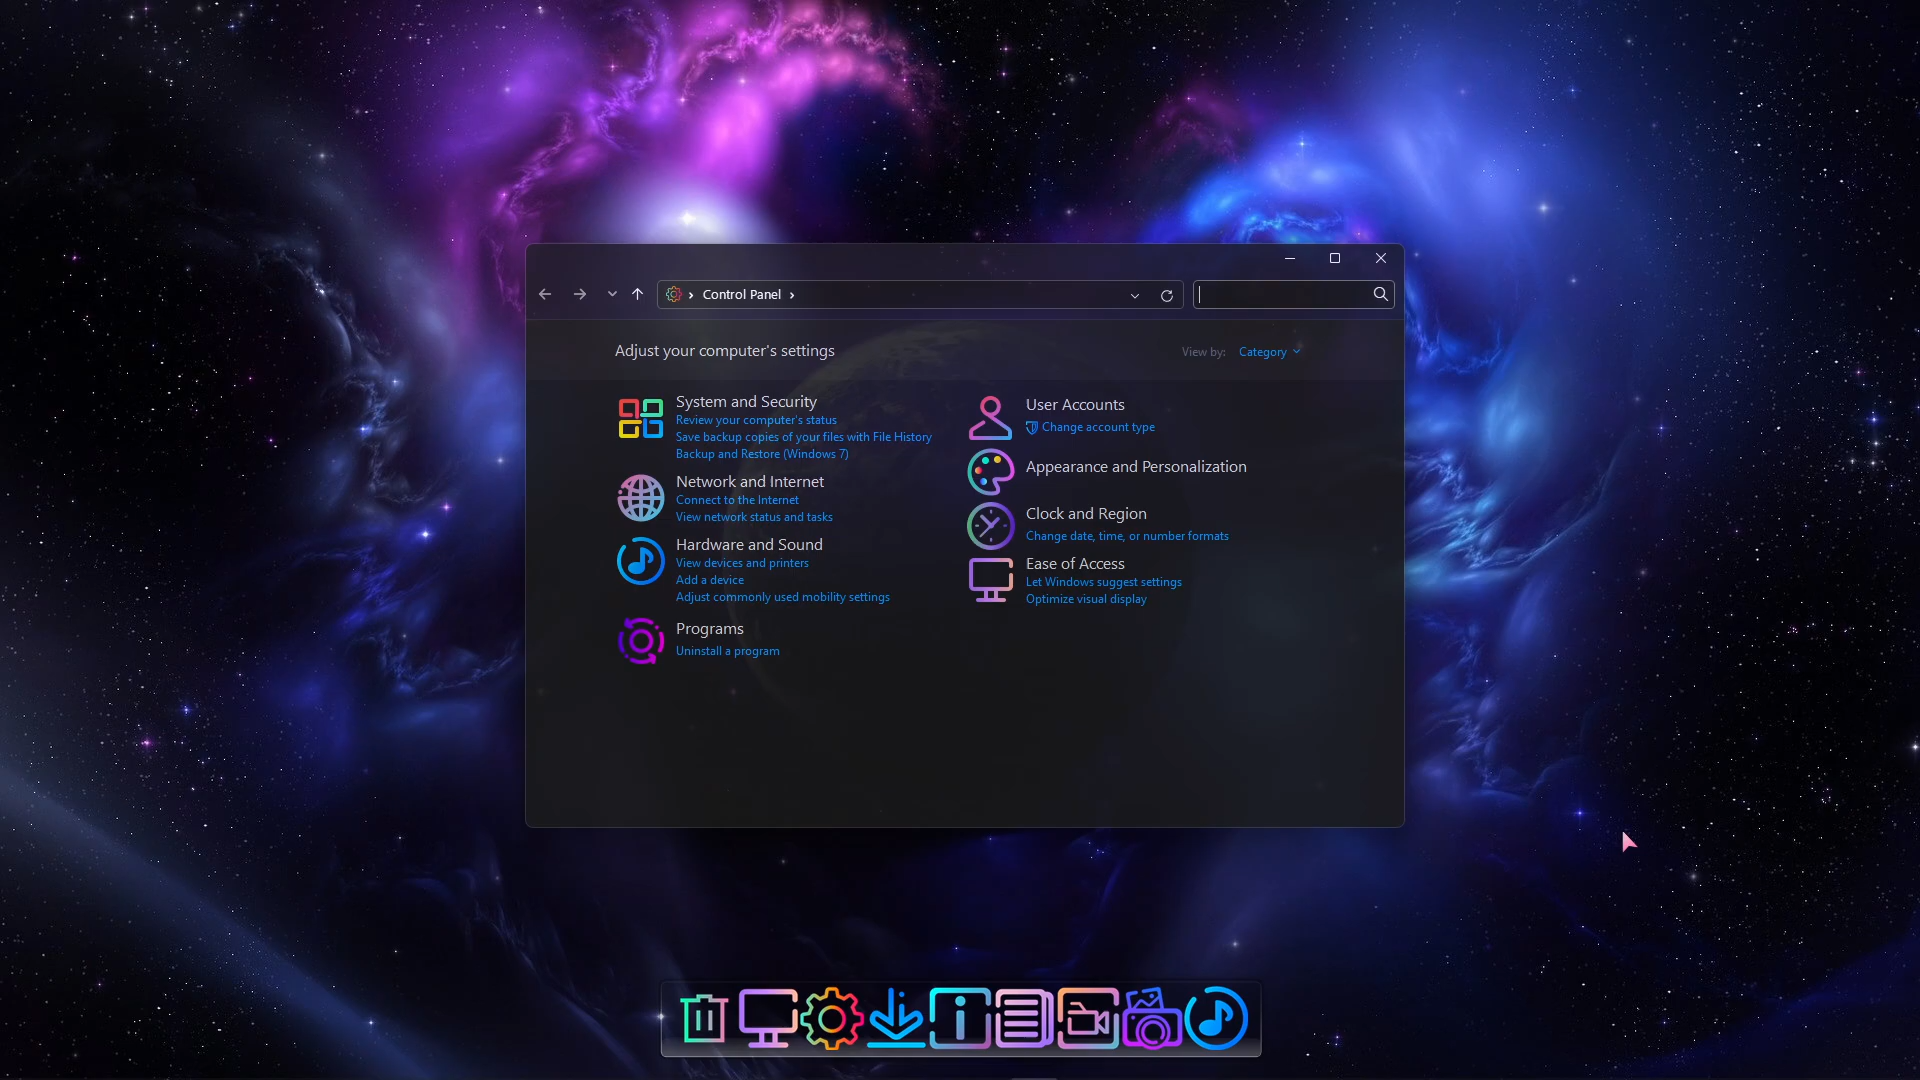 Control Panel
Adjust your computer's settings
View by: Category
System and Security
Review your computer's status
Save backup copies of your files with File History
Backup and Restore (Windows 7)
Network and Internet
Connect to the Internet
View network status and tasks
Hardware and Sound
View devices and printers
Add a device
Adjust commonly used mobility settings
Programs
Uninstall a program
User Accounts
Change account type
Appearance and Personalization
Clock and Region
Change date, time, or number formats
Ease of Access
Let Windows suggest settings
Optimize visual display